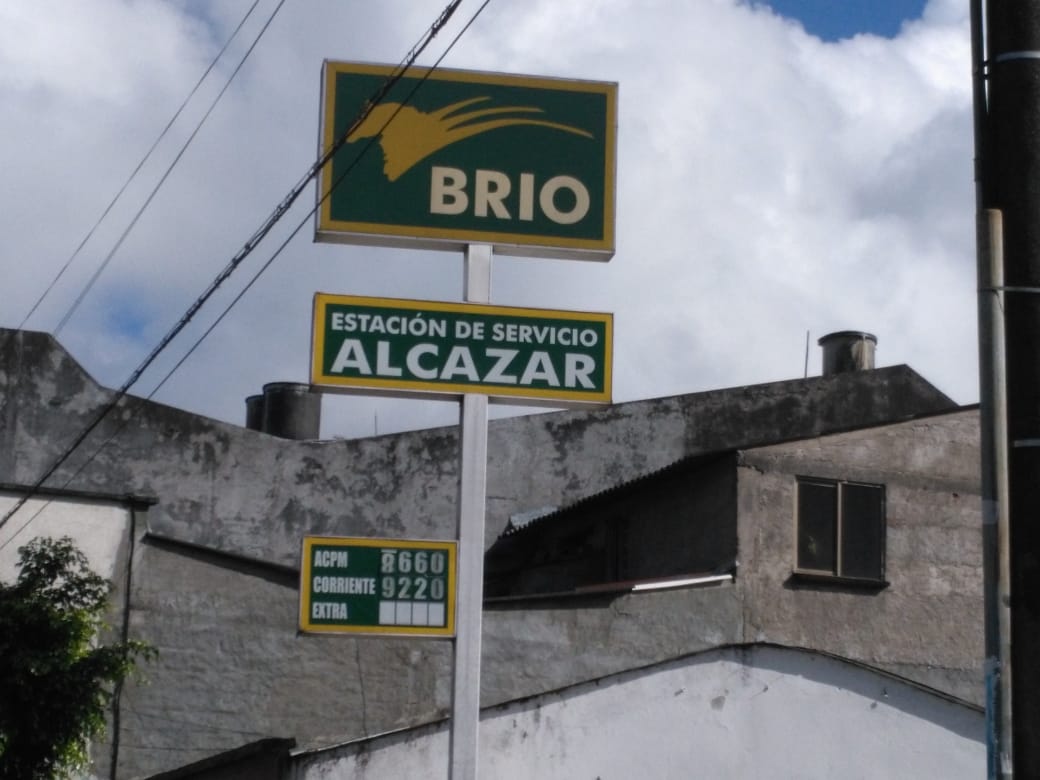 BRIO
ESTACIÓN DE SERVICIO
ALCAZAR
ACPM 8660
CORRIENTE 9220
EXTRA